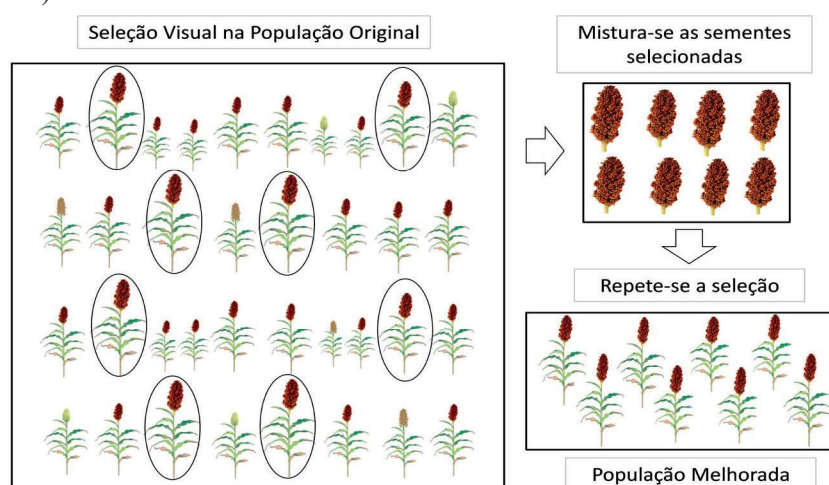 )
Seleção Visual na População Original
Mistura-se as sementes
selecionadas
Repete-se a seleção
População Melhorada